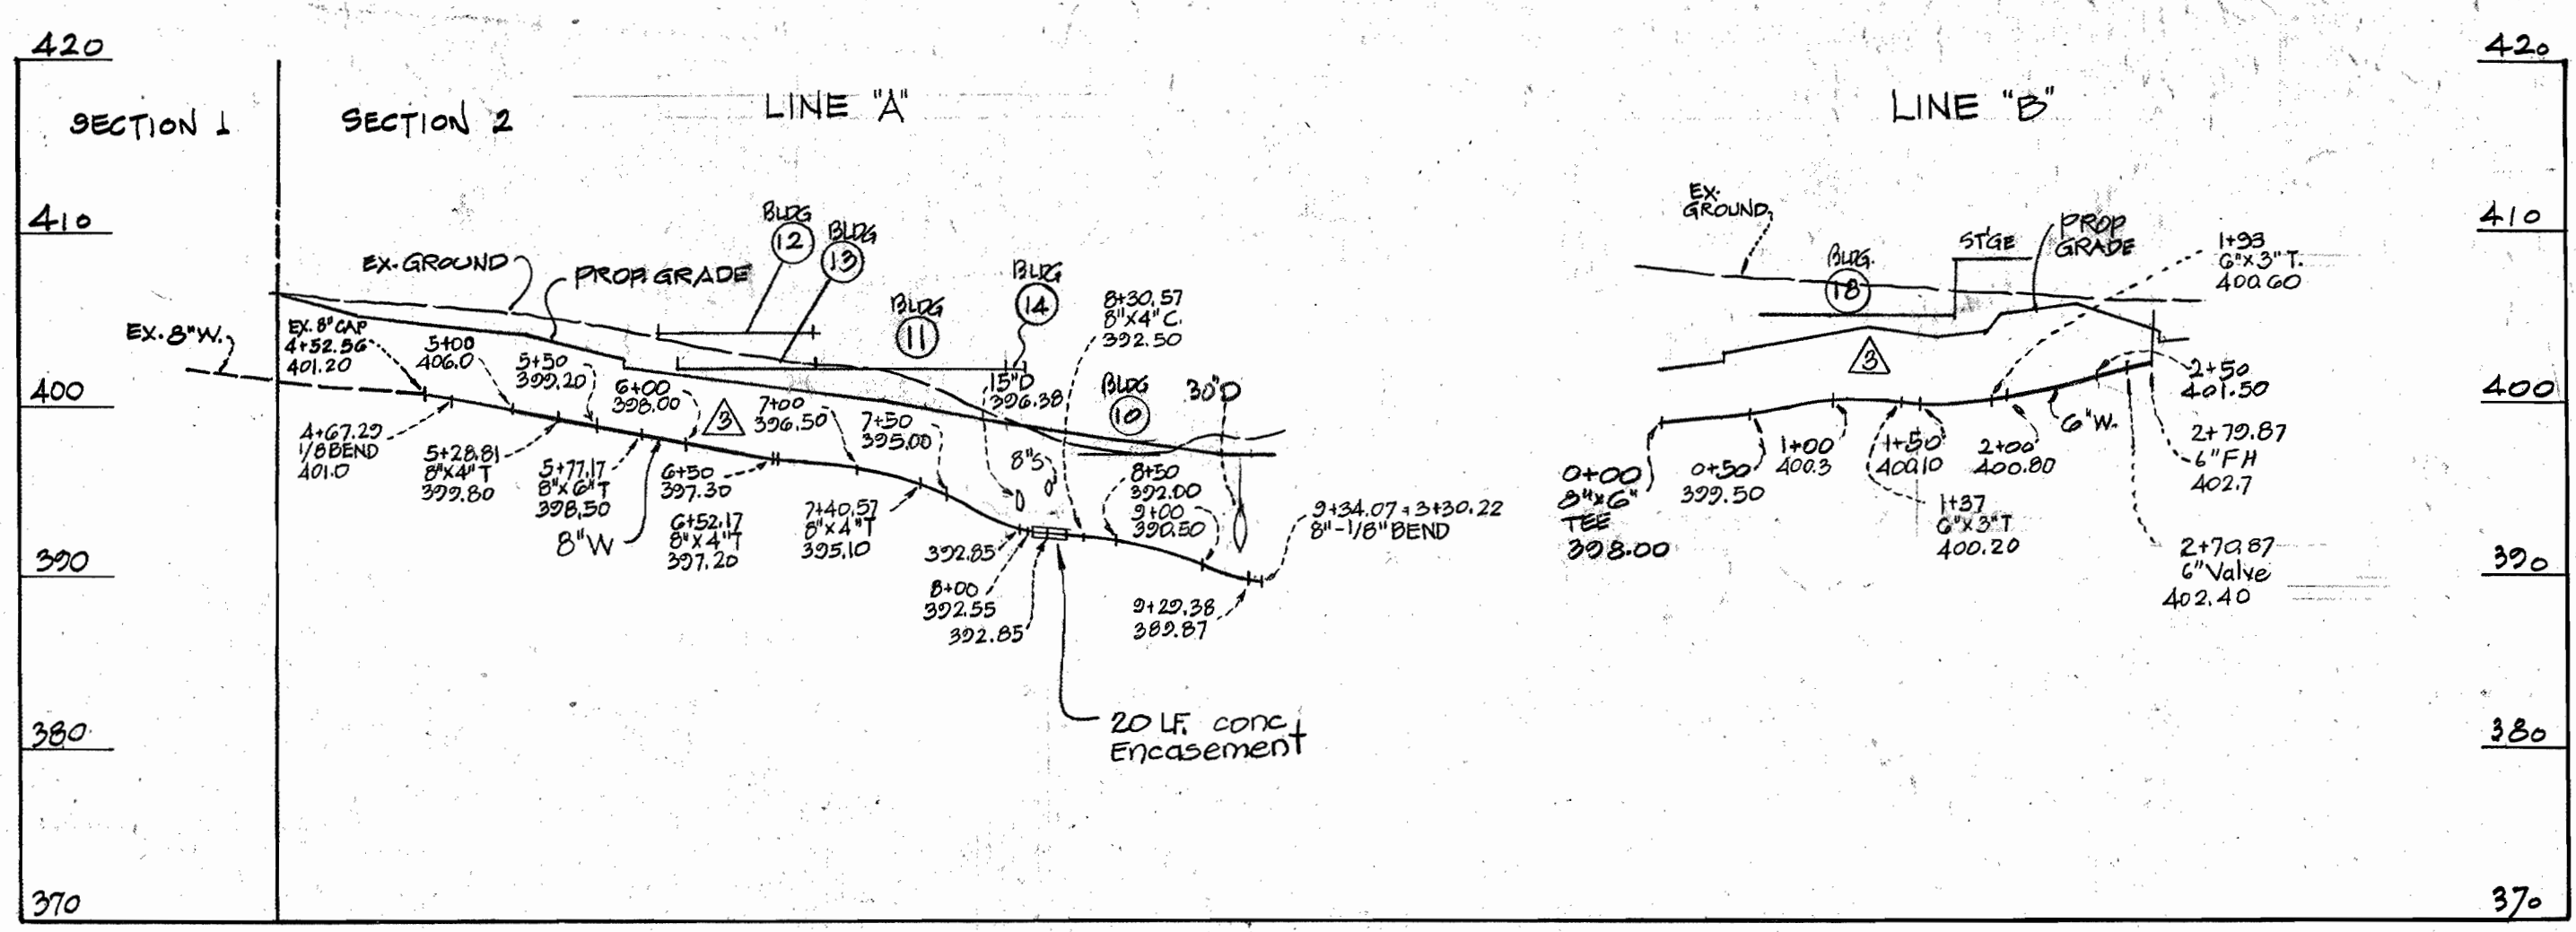 420
SECTION 1
SECTION 2
LINE "A"
LINE "B"
420
410
EX-GROUND
PROP. GRADE
BLDG
12
BLDG
13
BLDG
11
BLDG
14
EX. 8"W.
EX. 8" CAP
4+52.56
401.20
5+00
406.0
5+50
399.20
6+00
398.00
3
7+00
396.50
7+50
395.00
15"D
396.38
8+30.57
8"X4" C.
392.50
BLDG
10
30"D
400
4+67.29
1/8 BEND
401.0
5+28.81
8"X4" T
399.80
5+77.17
8"X6"T
398.50
8"W
6+50
397.30
6+52.17
8"X4"T
397.20
7+40.57
8"X4"T
395.10
8"S
8+50
392.00
9+00
390.50
9+34.07 = 3+30.22
8"-1/8" BEND
392.85
8+00
392.55
392.85
9+29.38
389.87
390
20 LF. conc
Encasement
380
370
EX.
GROUND
BLDG.
18
ST'GE
PROP
GRADE
1+93
6"X3"T.
400.60
410
3
0+00
8"X6"
TEE
398.00
0+50
399.50
1+00
400.3
1+50
400.10
1+37
6"X3"T
400.20
2+00
400.80
6"W.
2+50
401.50
2+79.87
6"FH
402.7
2+70.87
6"Valve
402.40
400
390
380
370